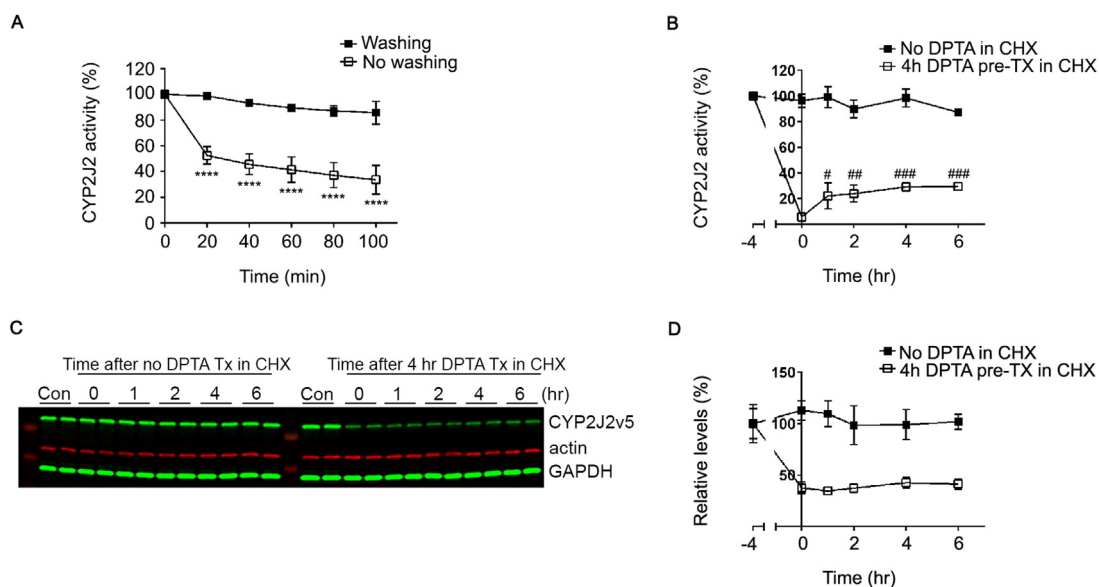 A
Washing
No washing
CYP2J2 activity (%)
120
100
80
60
40
20
0
**** **** **** **** ****
0 20 40 60 80 100
Time (min)
B
No DPTA in CHX
4h DPTA pre-TX in CHX
CYP2J2 activity (%)
120
100
80
60
40
20
# ## ### ###
-4 0 2 4 6
Time (hr)
C
Time after no DPTA Tx in CHX Time after 4 hr DPTA Tx in CHX
Con 0 1 2 4 6 Con 0 1 2 4 6 (hr)
CYP2J2v5
actin
GAPDH
D
No DPTA in CHX
4h DPTA pre-TX in CHX
Relative levels (%)
150
100
50
-4 0 2 4 6
Time (hr)